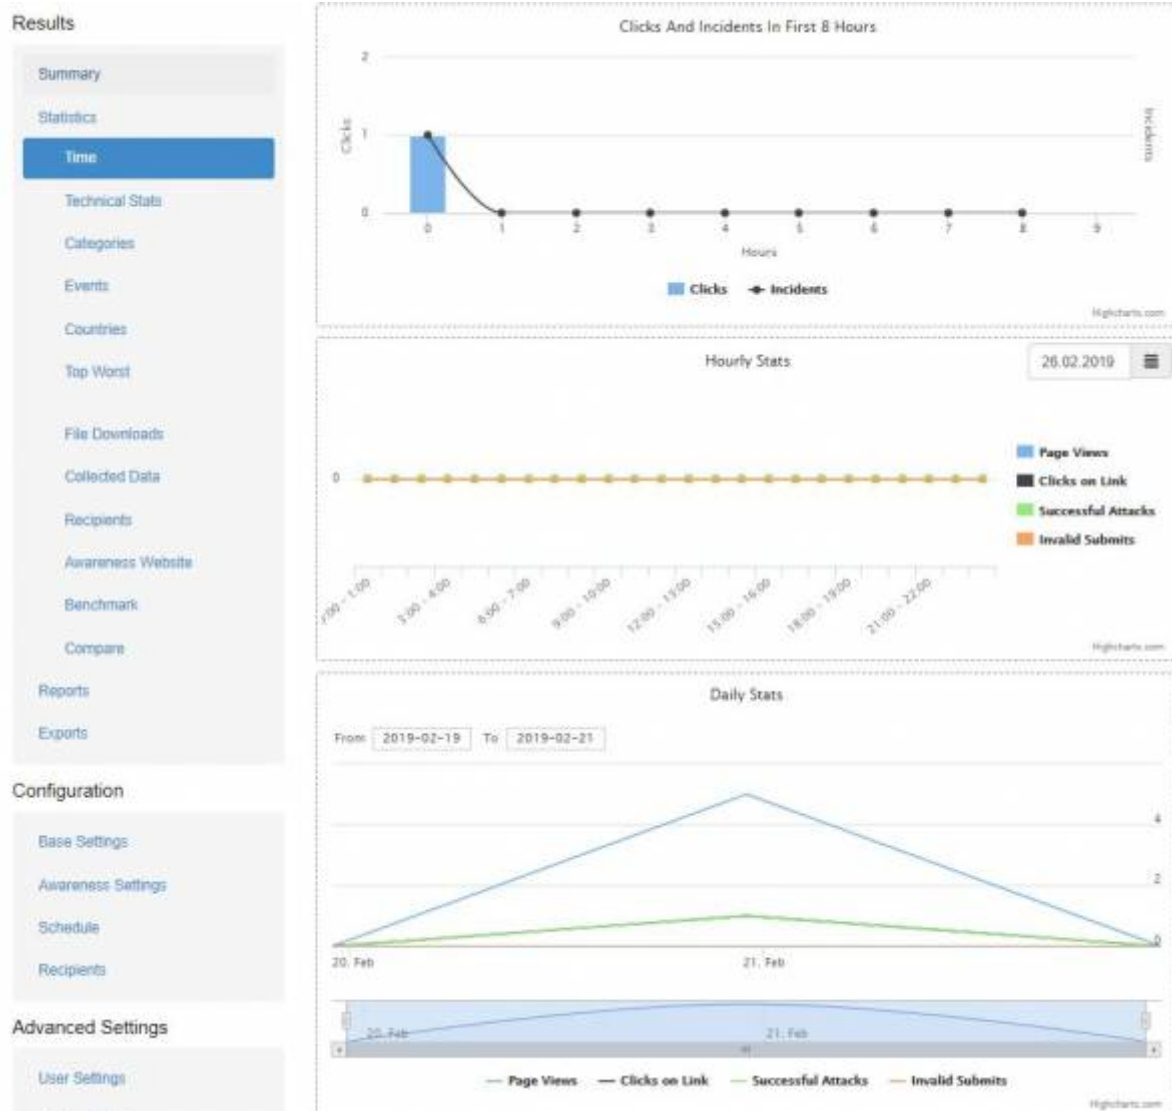 Results
Summary
Statistics
Time
Technical Stats
Categories
Events
Countries
Top Worst
File Downloads
Collected Data
Recipients
Awareness Website
Benchmark
Compare
Reports
Exports
Configuration
Base Settings
Awareness Settings
Schedule
Recipients
Advanced Settings
User Settings
Clicks And Incidents In First 8 Hours
2
1
0
Clicks
Incidents
0 1 2 3 4 5 6 7 8 9
Hours
Clicks Incidents
Highcharts.com
Hourly Stats
26.02.2019
0
Page Views
Clicks on Link
Successful Attacks
Invalid Submits
:00 - 1:00 3:00 - 4:00 6:00 - 7:00 9:00 - 10:00 12:00 - 13:00 15:00 - 16:00 18:00 - 19:00 21:00 - 22:00
Highcharts.com
Daily Stats
From 2019-02-19 To 2019-02-21
4
2
0
20. Feb 21. Feb
20. Feb 21. Feb
Page Views Clicks on Link Successful Attacks Invalid Submits
Highcharts.com